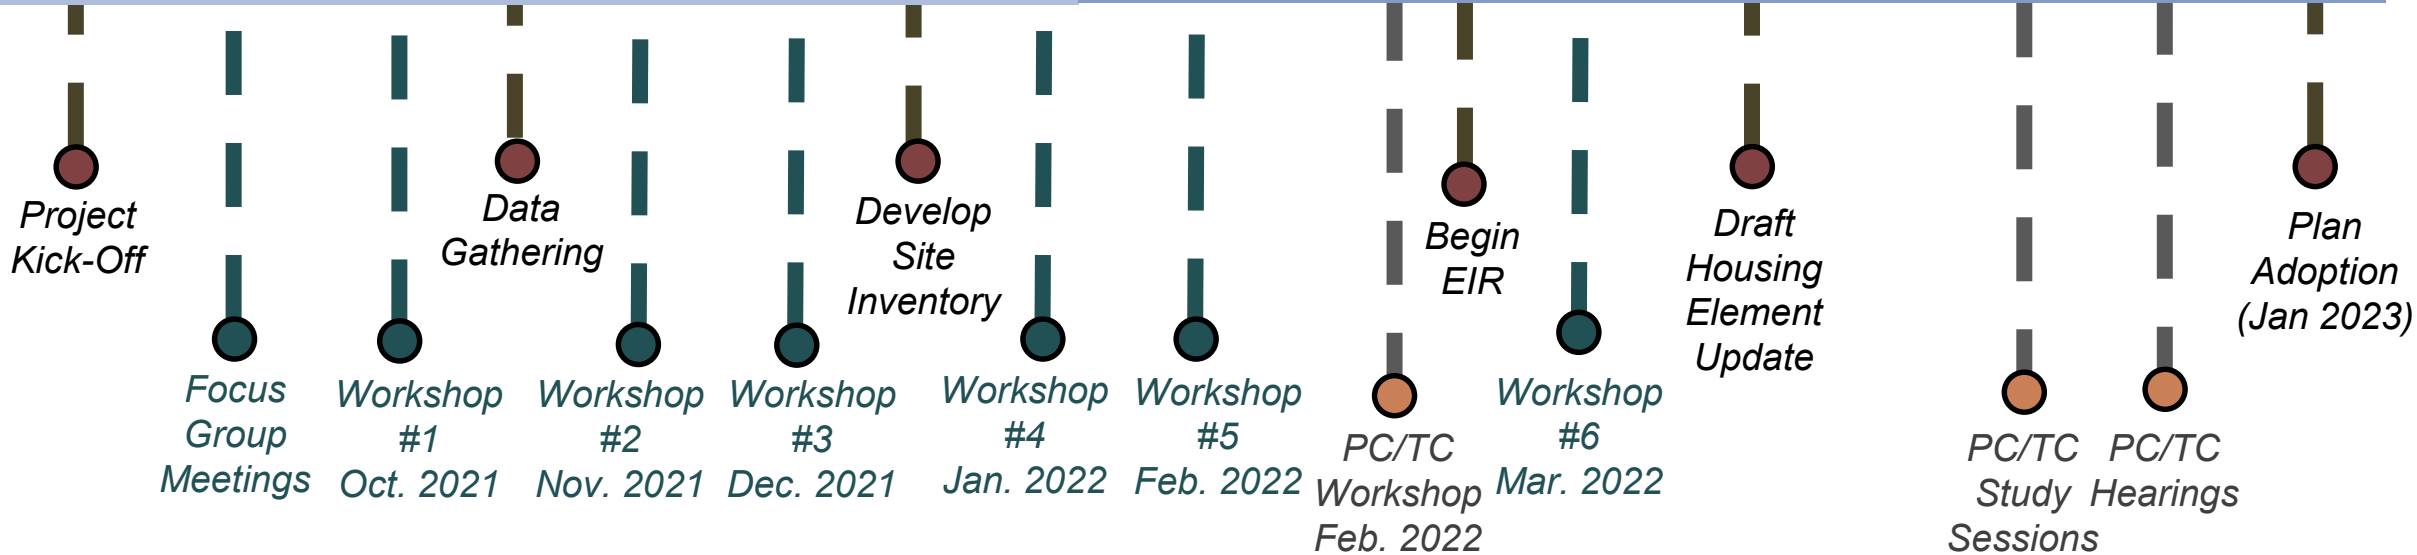 Project
Kick-Off
Focus
Group
Meetings
Workshop
#1
Oct. 2021
Data
Gathering
Workshop
#2
Nov. 2021
Workshop
#3
Dec. 2021
Develop
Site
Inventory
Workshop
#4
Jan. 2022
Workshop
#5
Feb. 2022
PC/TC
Workshop
Feb. 2022
Begin
EIR
Workshop
#6
Mar. 2022
Draft
Housing
Element
Update
PC/TC
Study
Sessions
PC/TC
Hearings
Plan
Adoption
(Jan 2023)